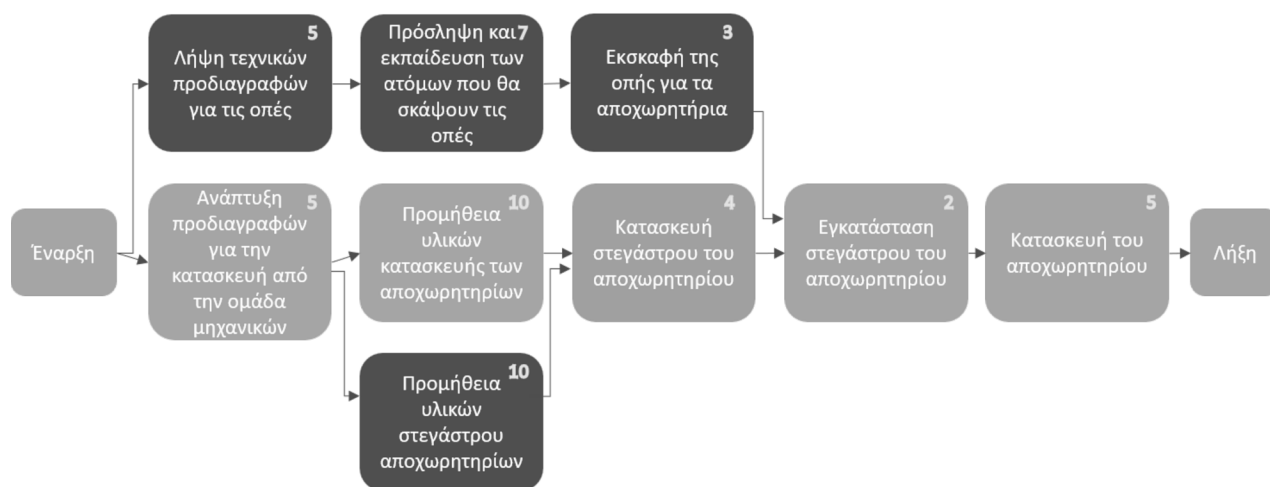 5
Λήψη τεχνικών
προδιαγραφών
για τις οπές
7
Πρόσληψη και
εκπαίδευση των
ατόμων που θα
σκάψουν τις
οπές
3
Εκσκαφή της
οπής για τα
αποχωρητήρια
Έναρξη
5
Ανάπτυξη
προδιαγραφών
για την
κατασκευή από
την ομάδα
μηχανικών
10
Προμήθεια
υλικών
κατασκευής των
αποχωρητηρίων
4
Κατασκευή
στεγάστρου του
αποχωρητηρίου
2
Εγκατάσταση
στεγάστρου του
αποχωρητηρίου
5
Κατασκευή του
αποχωρητηρίου
Λήξη
10
Προμήθεια
υλικών
στεγάστρου
αποχωρητηρίων